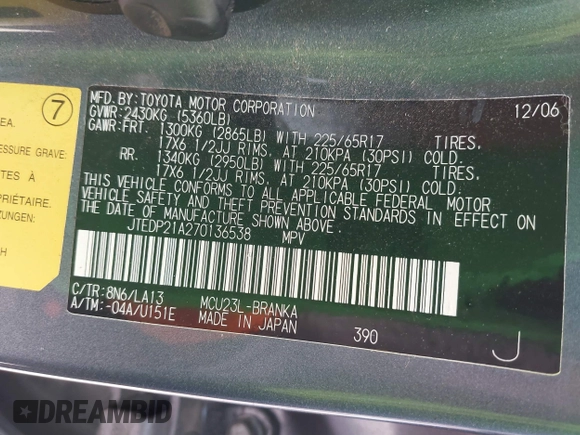 7
EA.
ESSURE GRAVE:
TES À
PRIÉTAIRE.
ZUNGEN:
H
MFD.BY:TOYOTA MOTOR CORPORATION 12/06
GVWR:2430KG (5360LB)
GAWR:FRT. 1300KG (2865LB) WITH 225/65R17 TIRES,
17X6 1/2JJ RIMS, AT 210KPA (30PSI) COLD.
RR. 1340KG (2950LB) WITH 225/65R17 TIRES,
17X6 1/2JJ RIMS, AT 210KPA (30PSI) COLD.
THIS VEHICLE CONFORMS TO ALL APPLICABLE FEDERAL MOTOR
VEHICLE SAFETY AND THEFT PREVENTION STANDARDS IN EFFECT ON
THE DATE OF MANUFACTURE SHOWN ABOVE.
JTEDP21A270136538 MPV
C/TR:8N6/LA13 MCU23L-BRANKA
A/TM:-04A/U151E MADE IN JAPAN 390 J
DREAMBID